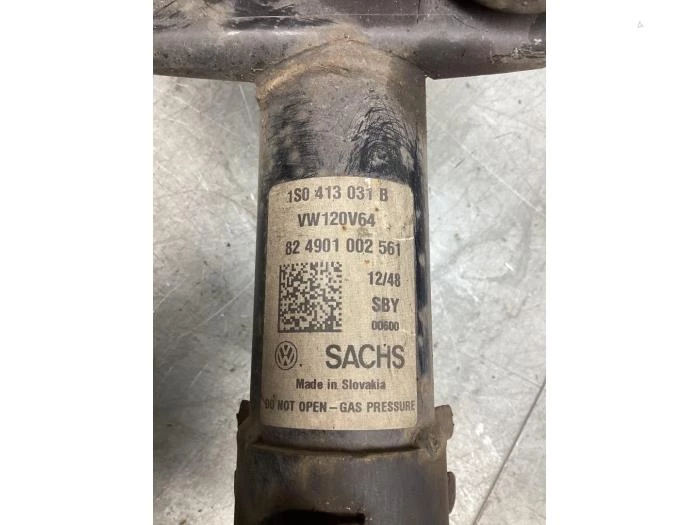 1S0 413 031 B
VW120V64
82 4901 002 561
12/48
SBY
00600
SACHS
Made in Slovakia
DO NOT OPEN - GAS PRESSURE